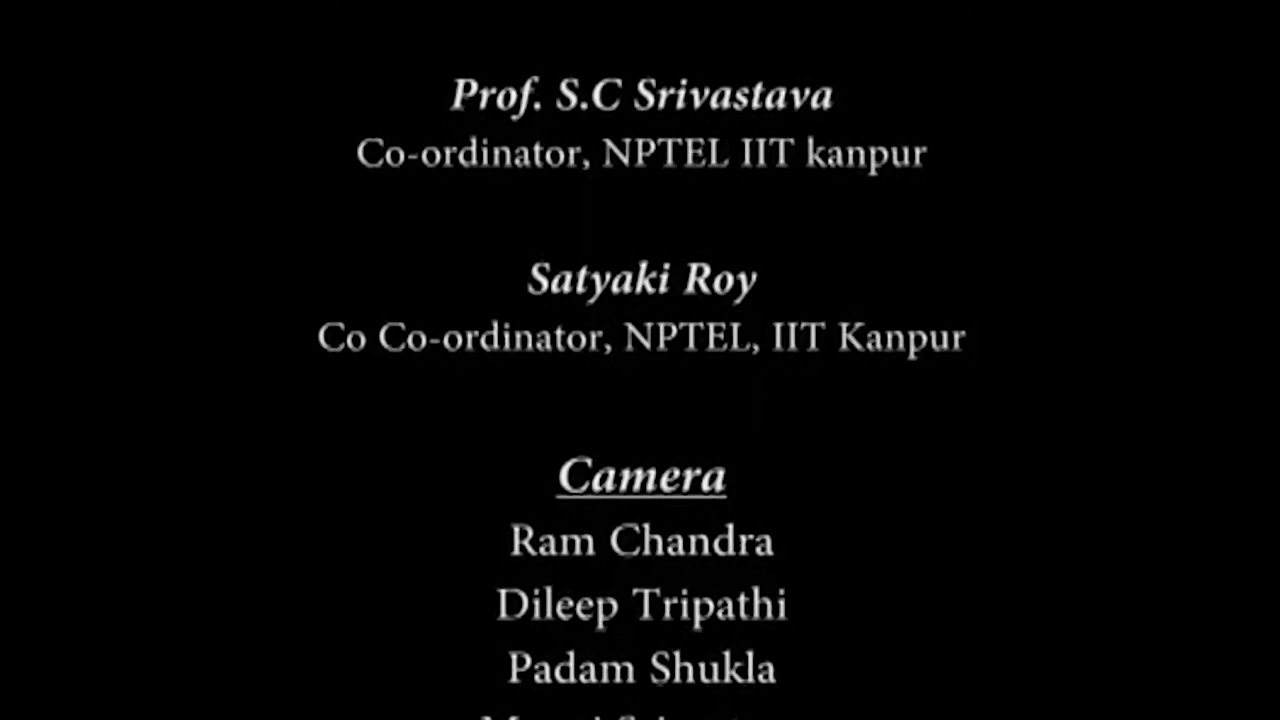 Prof. S.C Srivastava
Co-ordinator, NPTEL IIT kanpur
Satyaki Roy
Co Co-ordinator, NPTEL, IIT Kanpur
Camera
Ram Chandra
Dileep Tripathi
Padam Shukla